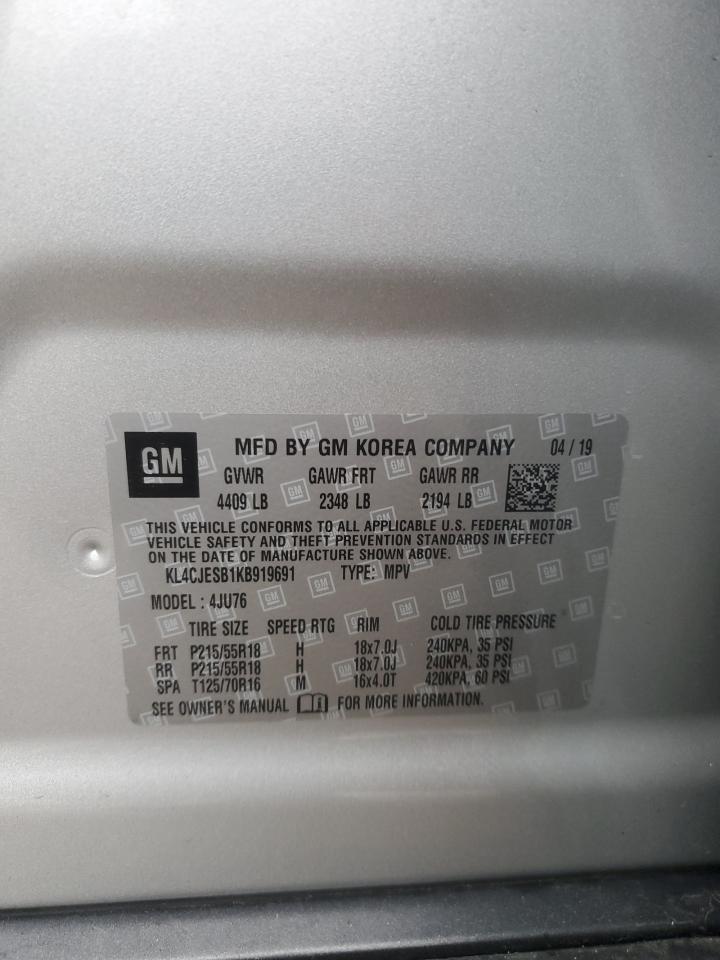 GM MFD BY GM KOREA COMPANY 04 / 19
GVWR GAWR FRT GAWR RR
4409 LB 2348 LB 2194 LB
THIS VEHICLE CONFORMS TO ALL APPLICABLE U.S. FEDERAL MOTOR
VEHICLE SAFETY AND THEFT PREVENTION STANDARDS IN EFFECT
ON THE DATE OF MANUFACTURE SHOWN ABOVE.
KL4CJESB1KB919691 TYPE: MPV
MODEL : 4JU76
TIRE SIZE SPEED RTG RIM COLD TIRE PRESSURE
FRT P215/55R18 H 18x7.0J 240KPA, 35 PSI
RR P215/55R18 H 18x7.0J 240KPA, 35 PSI
SPA T125/70R16 M 16x4.0T 420KPA, 60 PSI
SEE OWNER'S MANUAL FOR MORE INFORMATION.